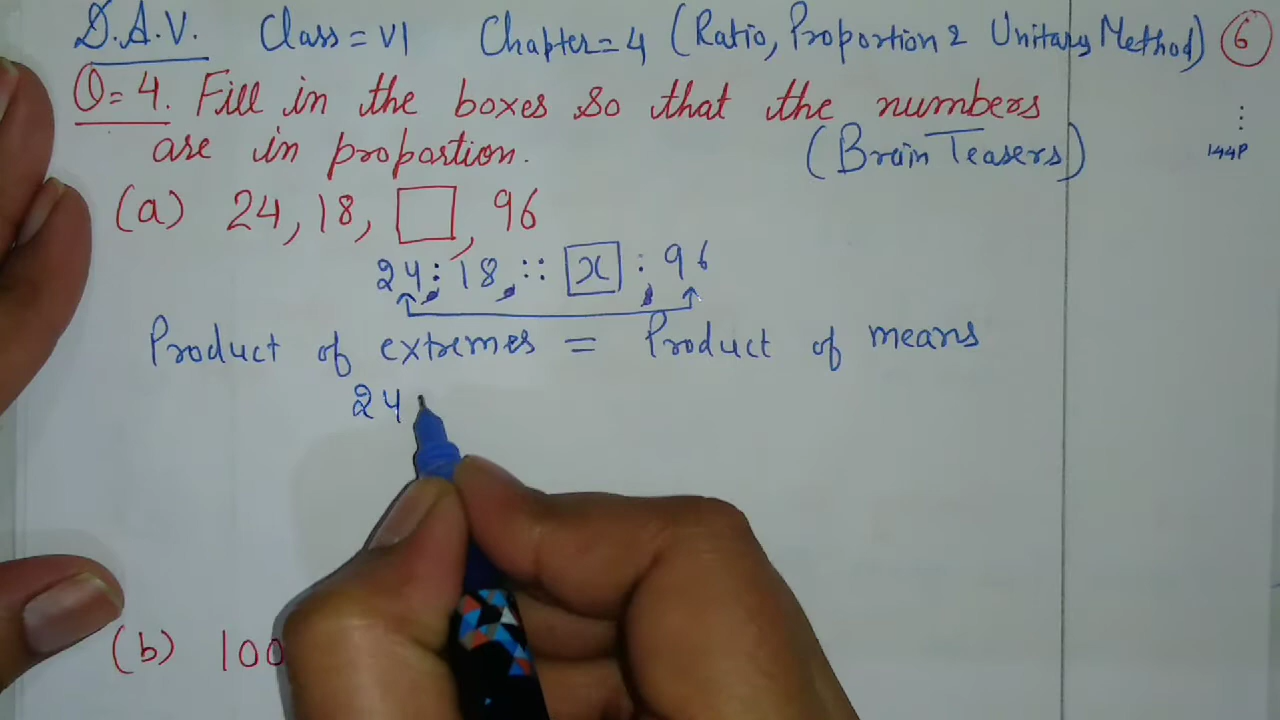 D.A.V. Class = VI Chapter = 4 (Ratio, Proportion & Unitary Method) 6
Q = 4. Fill in the boxes so that the numbers
are in proportion. (Brain Teasers)
144P
(a) 24, 18, □, 96
24 : 18 :: x : 96
Product of extremes = Product of means
24
(b) 100